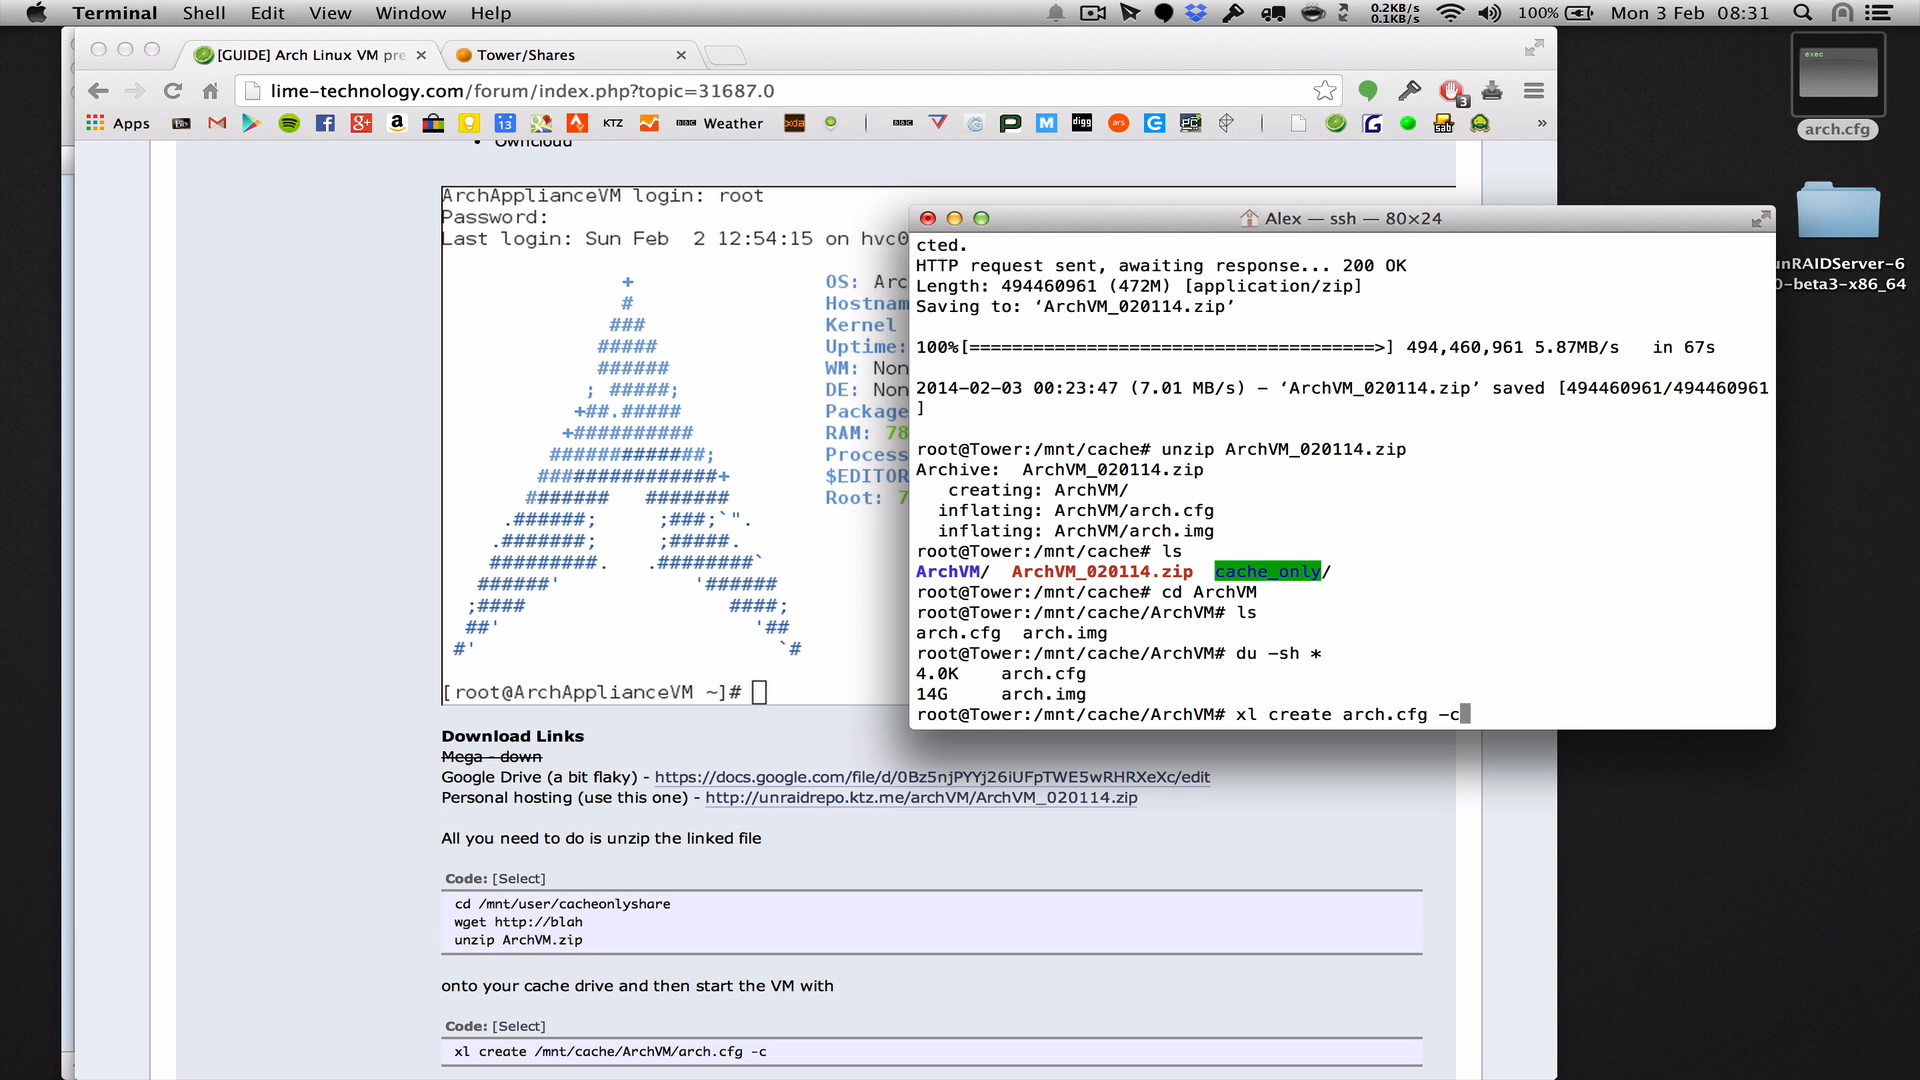 Terminal Shell Edit View Window Help
0.2KB/s
0.1KB/s
100% Mon 3 Feb 08:31
[GUIDE] Arch Linux VM pre
Tower/Shares
lime-technology.com/forum/index.php?topic=31687.0
3
Apps
13
KTZ
BBC Weather
BBC
digg
ars
PC
sab
»
exec
arch.cfg
unRAIDServer-6
0-beta3-x86_64
• Owncloud
ArchApplianceVM login: root
Password:
Last login: Sun Feb  2 12:54:15 on hvc0
+
#
###
#####
######
; #####;
+##.#####
+##########
#############;
###############+
#######   #######
.######;     ;###;`".
.#######;     ;#####.
#########.   .########`
######'           '######
;####                 ####;
##'                       '##
#'                           `#
OS: Arc
Hostnam
Kernel
Uptime:
WM: Non
DE: Non
Package
RAM: 78
Process
$EDITOR
Root: 7
[root@ArchApplianceVM ~]#
Alex — ssh — 80×24
cted.
HTTP request sent, awaiting response... 200 OK
Length: 494460961 (472M) [application/zip]
Saving to: ‘ArchVM_020114.zip’
100%[======================================>] 494,460,961 5.87MB/s   in 67s
2014-02-03 00:23:47 (7.01 MB/s) – ‘ArchVM_020114.zip’ saved [494460961/494460961
]
root@Tower:/mnt/cache# unzip ArchVM_020114.zip
Archive:  ArchVM_020114.zip
creating: ArchVM/
inflating: ArchVM/arch.cfg
inflating: ArchVM/arch.img
root@Tower:/mnt/cache# ls
ArchVM/  ArchVM_020114.zip  cache_only/
root@Tower:/mnt/cache# cd ArchVM
root@Tower:/mnt/cache/ArchVM# ls
arch.cfg  arch.img
root@Tower:/mnt/cache/ArchVM# du –sh *
4.0K    arch.cfg
14G     arch.img
root@Tower:/mnt/cache/ArchVM# xl create arch.cfg –c
Download Links
Mega - down
Google Drive (a bit flaky) - https://docs.google.com/file/d/0Bz5njPYYj26iUFpTWE5wRHRXeXc/edit
Personal hosting (use this one) - http://unraidrepo.ktz.me/archVM/ArchVM_020114.zip
All you need to do is unzip the linked file
Code: [Select]
cd /mnt/user/cacheonlyshare
wget http://blah
unzip ArchVM.zip
onto your cache drive and then start the VM with
Code: [Select]
xl create /mnt/cache/ArchVM/arch.cfg -c